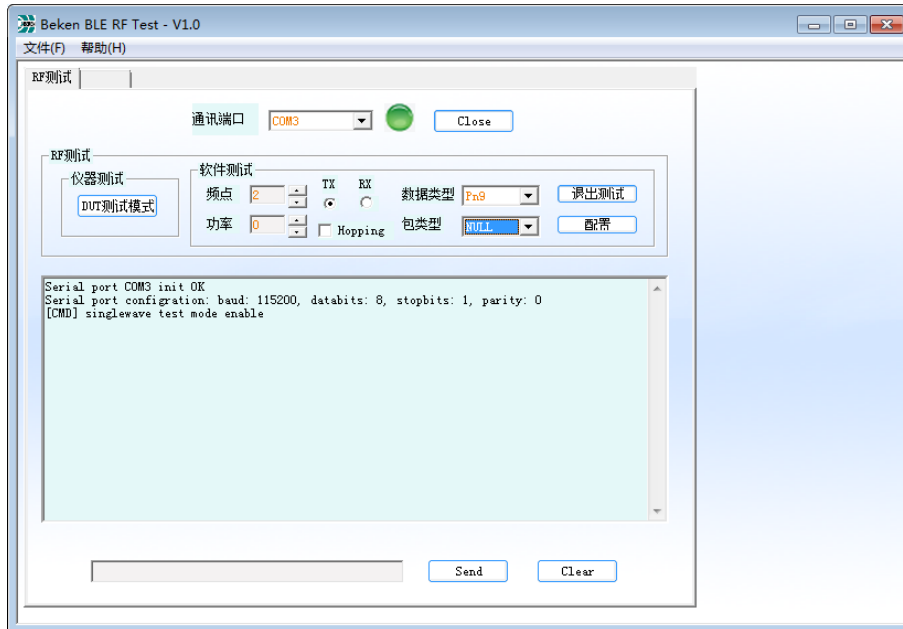 Beken BLE RF Test - V1.0
文件(F) 帮助(H)
RF测试
通讯端口 COM3 Close
RF测试
仪器测试 软件测试
DUT测试模式
频点 2 TX RX 数据类型 Pn9 退出测试
功率 0 Hopping 包类型 NULL 配置
Serial port COM3 init OK
Serial port configration: baud: 115200, databits: 8, stopbits: 1, parity: 0
[CMD] singlewave test mode enable
Send Clear